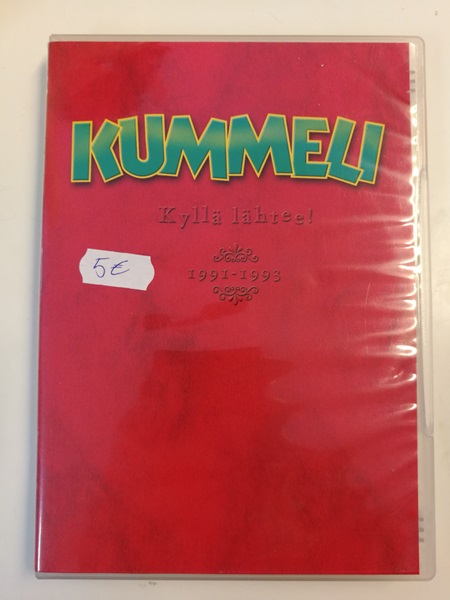 KUMMELI
Kyllä lähtee!
5€
1991-1993